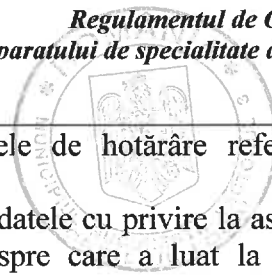 Regulamentul de
paratului de specialitate
ele de hotărâre refe
datele cu privire la as
spre care a luat la